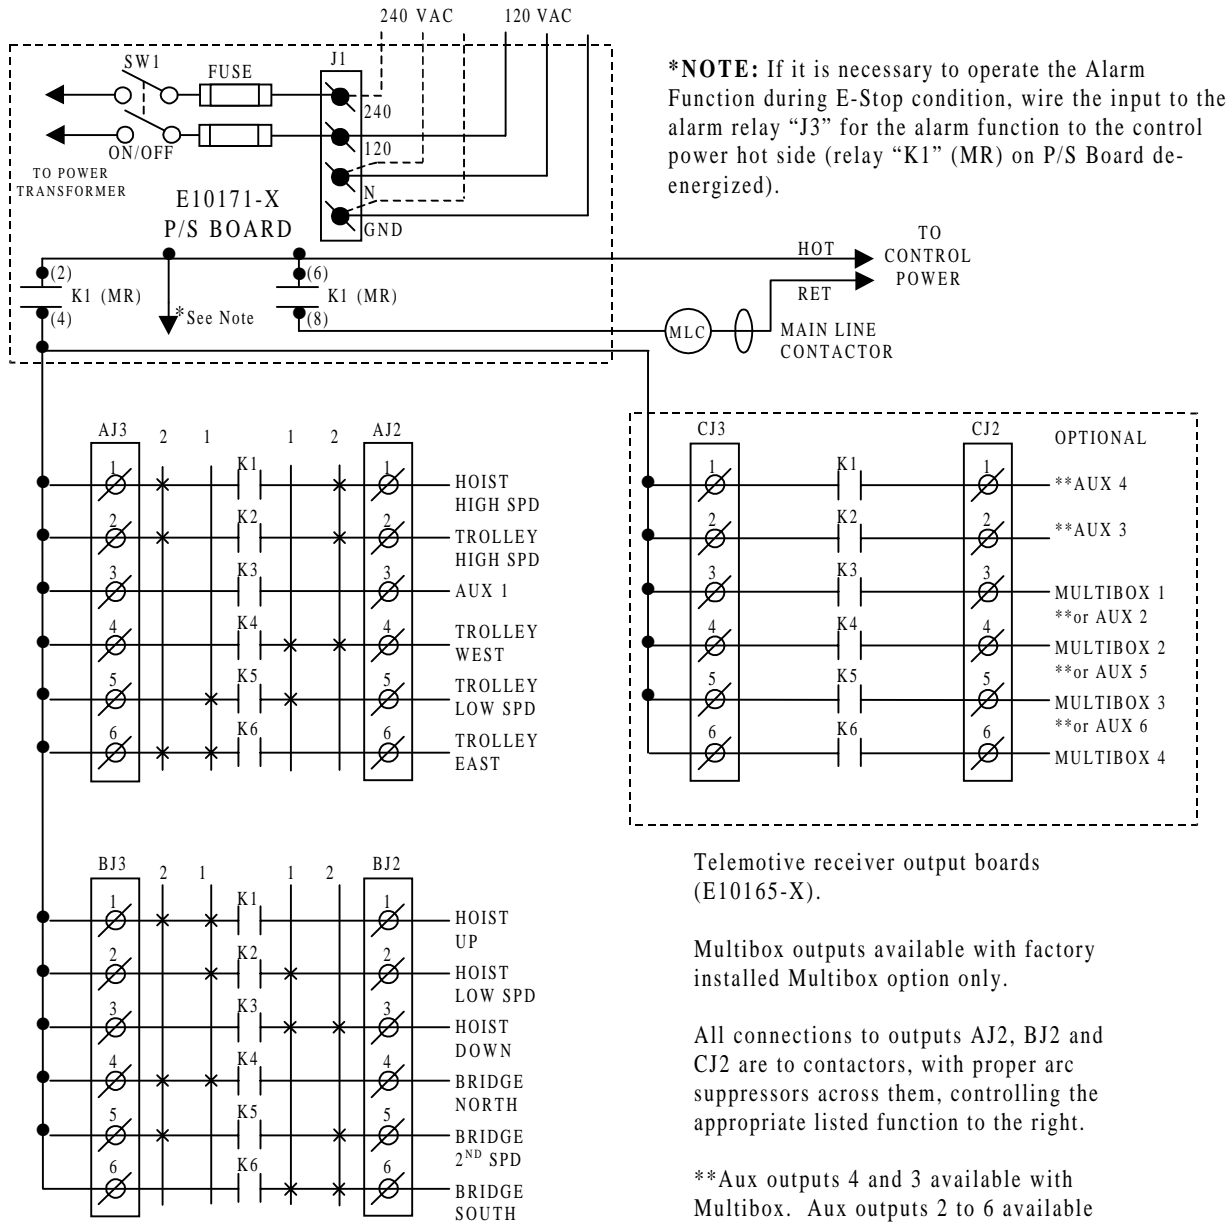 240 VAC
120 VAC
SW1
FUSE
J1
240
120
N
GND
ON/OFF
TO POWER
TRANSFORMER
E10171-X
P/S BOARD
*NOTE: If it is necessary to operate the Alarm
Function during E-Stop condition, wire the input to the
alarm relay “J3” for the alarm function to the control
power hot side (relay “K1” (MR) on P/S Board de-
energized).
(2)
K1 (MR)
(4)
*See Note
(6)
K1 (MR)
(8)
HOT
RET
TO
CONTROL
POWER
MLC
MAIN LINE
CONTACTOR
AJ3
2
1
1
2
AJ2
1
K1
1
HOIST
HIGH SPD
2
K2
2
TROLLEY
HIGH SPD
3
K3
3
AUX 1
4
K4
4
TROLLEY
WEST
5
K5
5
TROLLEY
LOW SPD
6
K6
6
TROLLEY
EAST
CJ3
CJ2
OPTIONAL
1
K1
1
**AUX 4
2
K2
2
**AUX 3
3
K3
3
MULTIBOX 1
**or AUX 2
4
K4
4
MULTIBOX 2
**or AUX 5
5
K5
5
MULTIBOX 3
**or AUX 6
6
K6
6
MULTIBOX 4
BJ3
2
1
1
2
BJ2
1
K1
1
HOIST
UP
2
K2
2
HOIST
LOW SPD
3
K3
3
HOIST
DOWN
4
K4
4
BRIDGE
NORTH
5
K5
5
BRIDGE
2ND SPD
6
K6
6
BRIDGE
SOUTH
Telemotive receiver output boards
(E10165-X).
Multibox outputs available with factory
installed Multibox option only.
All connections to outputs AJ2, BJ2 and
CJ2 are to contactors, with proper arc
suppressors across them, controlling the
appropriate listed function to the right.
**Aux outputs 4 and 3 available with
Multibox. Aux outputs 2 to 6 available